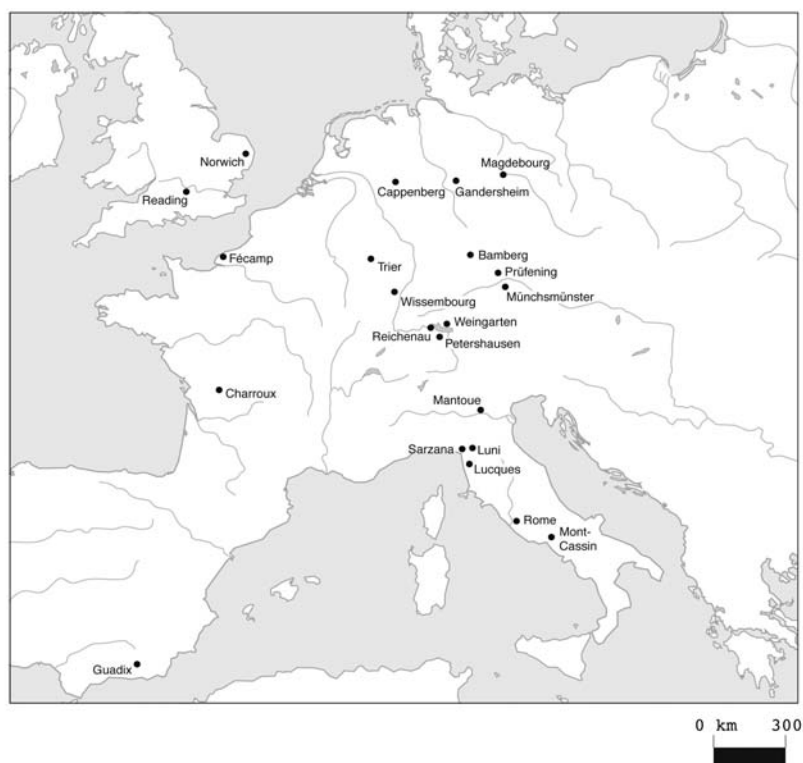 Norwich
Magdebourg
Cappenberg
Gandersheim
Reading
Bamberg
Fécamp
Trier
Prüfening
Münchsmünster
Wissembourg
Weingarten
Reichenau
Petershausen
Charroux
Mantoue
Sarzana
Luni
Lucques
Rome
Mont-
Cassin
Guadix
0 km 300